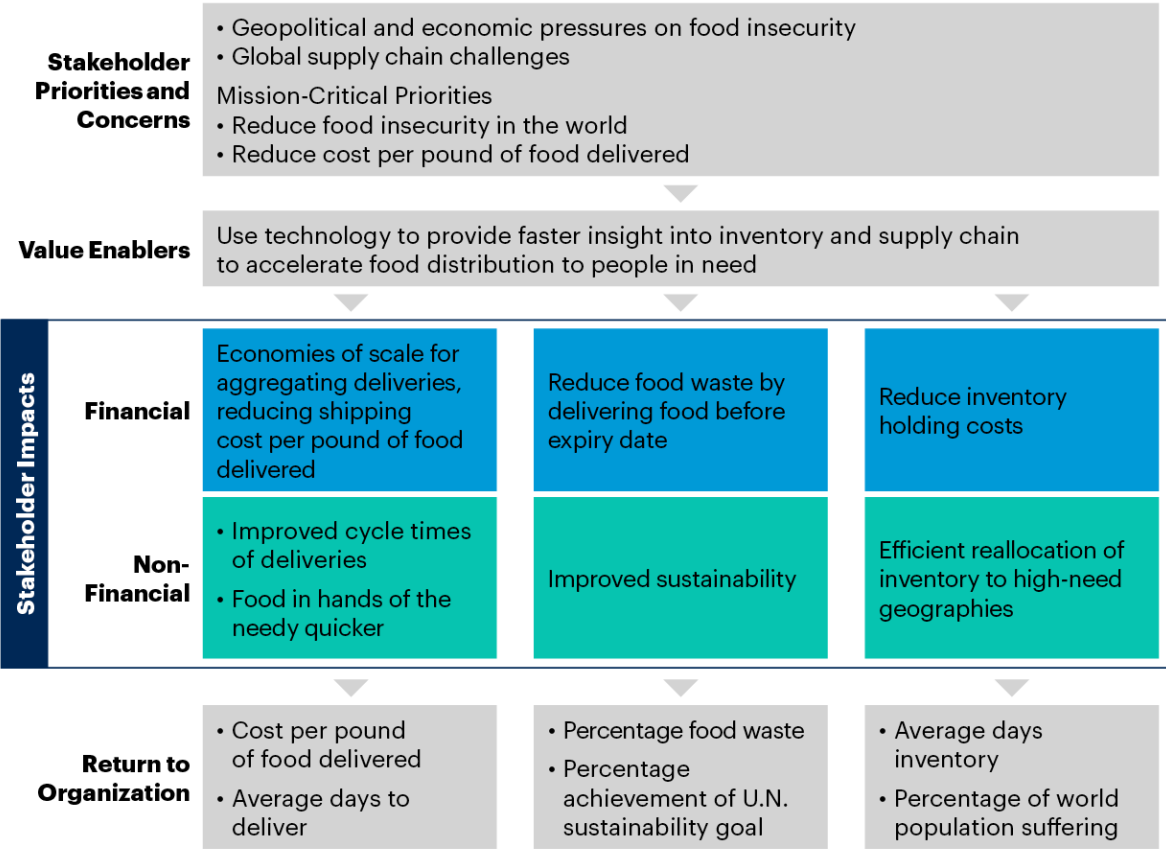 Stakeholder
Priorities and
Concerns
• Geopolitical and economic pressures on food insecurity
• Global supply chain challenges
Mission-Critical Priorities
• Reduce food insecurity in the world
• Reduce cost per pound of food delivered
Value Enablers
Use technology to provide faster insight into inventory and supply chain
to accelerate food distribution to people in need
Stakeholder Impacts
Financial
Economies of scale for
aggregating deliveries,
reducing shipping
cost per pound of food
delivered
Reduce food waste by
delivering food before
expiry date
Reduce inventory
holding costs
Non-
Financial
• Improved cycle times
of deliveries
• Food in hands of the
needy quicker
Improved sustainability
Efficient reallocation of
inventory to high-need
geographies
Return to
Organization
• Cost per pound
of food delivered
• Average days to
deliver
• Percentage food waste
• Percentage
achievement of U.N.
sustainability goal
• Average days
inventory
• Percentage of world
population suffering